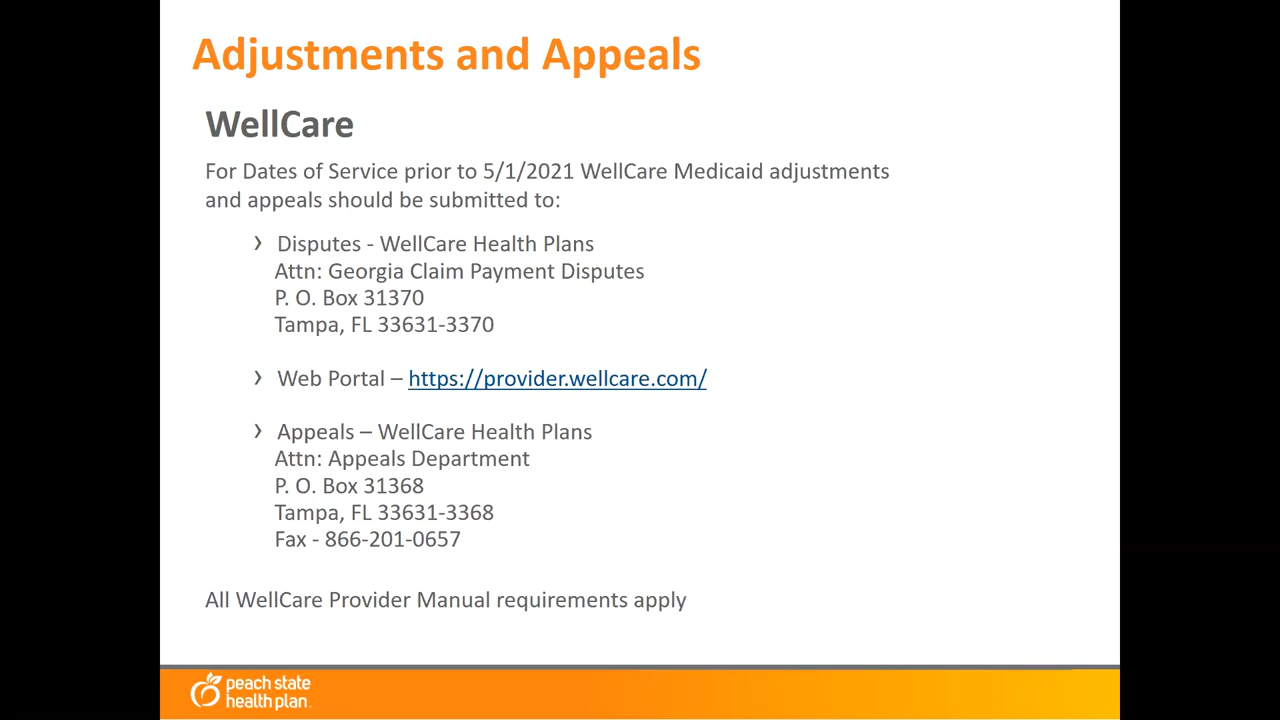 Adjustments and Appeals
WellCare
For Dates of Service prior to 5/1/2021 WellCare Medicaid adjustments
and appeals should be submitted to:
› Disputes - WellCare Health Plans
Attn: Georgia Claim Payment Disputes
P. O. Box 31370
Tampa, FL 33631-3370
› Web Portal – https://provider.wellcare.com/
› Appeals – WellCare Health Plans
Attn: Appeals Department
P. O. Box 31368
Tampa, FL 33631-3368
Fax - 866-201-0657
All WellCare Provider Manual requirements apply
peach state
health plan.